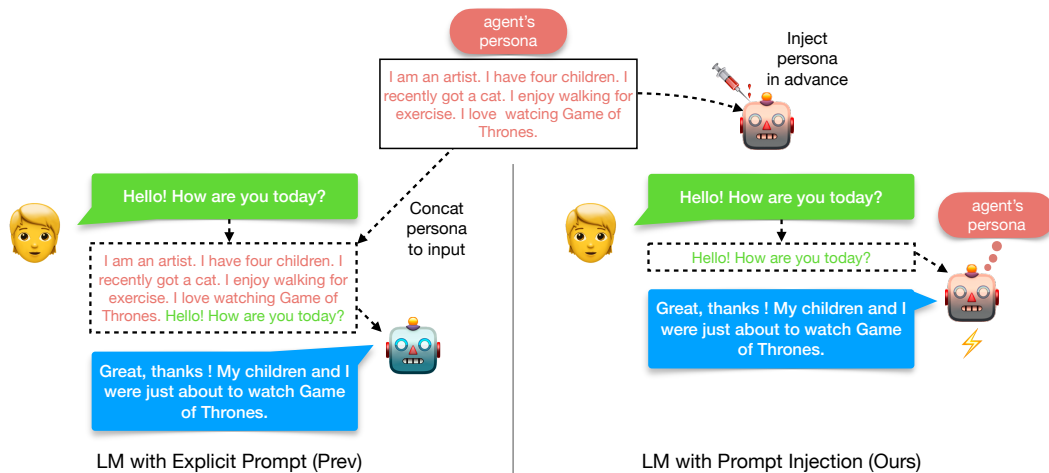 agent's
persona
I am an artist. I have four children. I
recently got a cat. I enjoy walking for
exercise. I love watcing Game of
Thrones.
Inject
persona
in advance
Hello! How are you today?
Concat
persona
to input
I am an artist. I have four children. I
recently got a cat. I enjoy walking for
exercise. I love watching Game of
Thrones. Hello! How are you today?
Great, thanks ! My children and I
were just about to watch Game
of Thrones.
LM with Explicit Prompt (Prev)
Hello! How are you today?
agent's
persona
Hello! How are you today?
Great, thanks ! My children and I
were just about to watch Game
of Thrones.
LM with Prompt Injection (Ours)